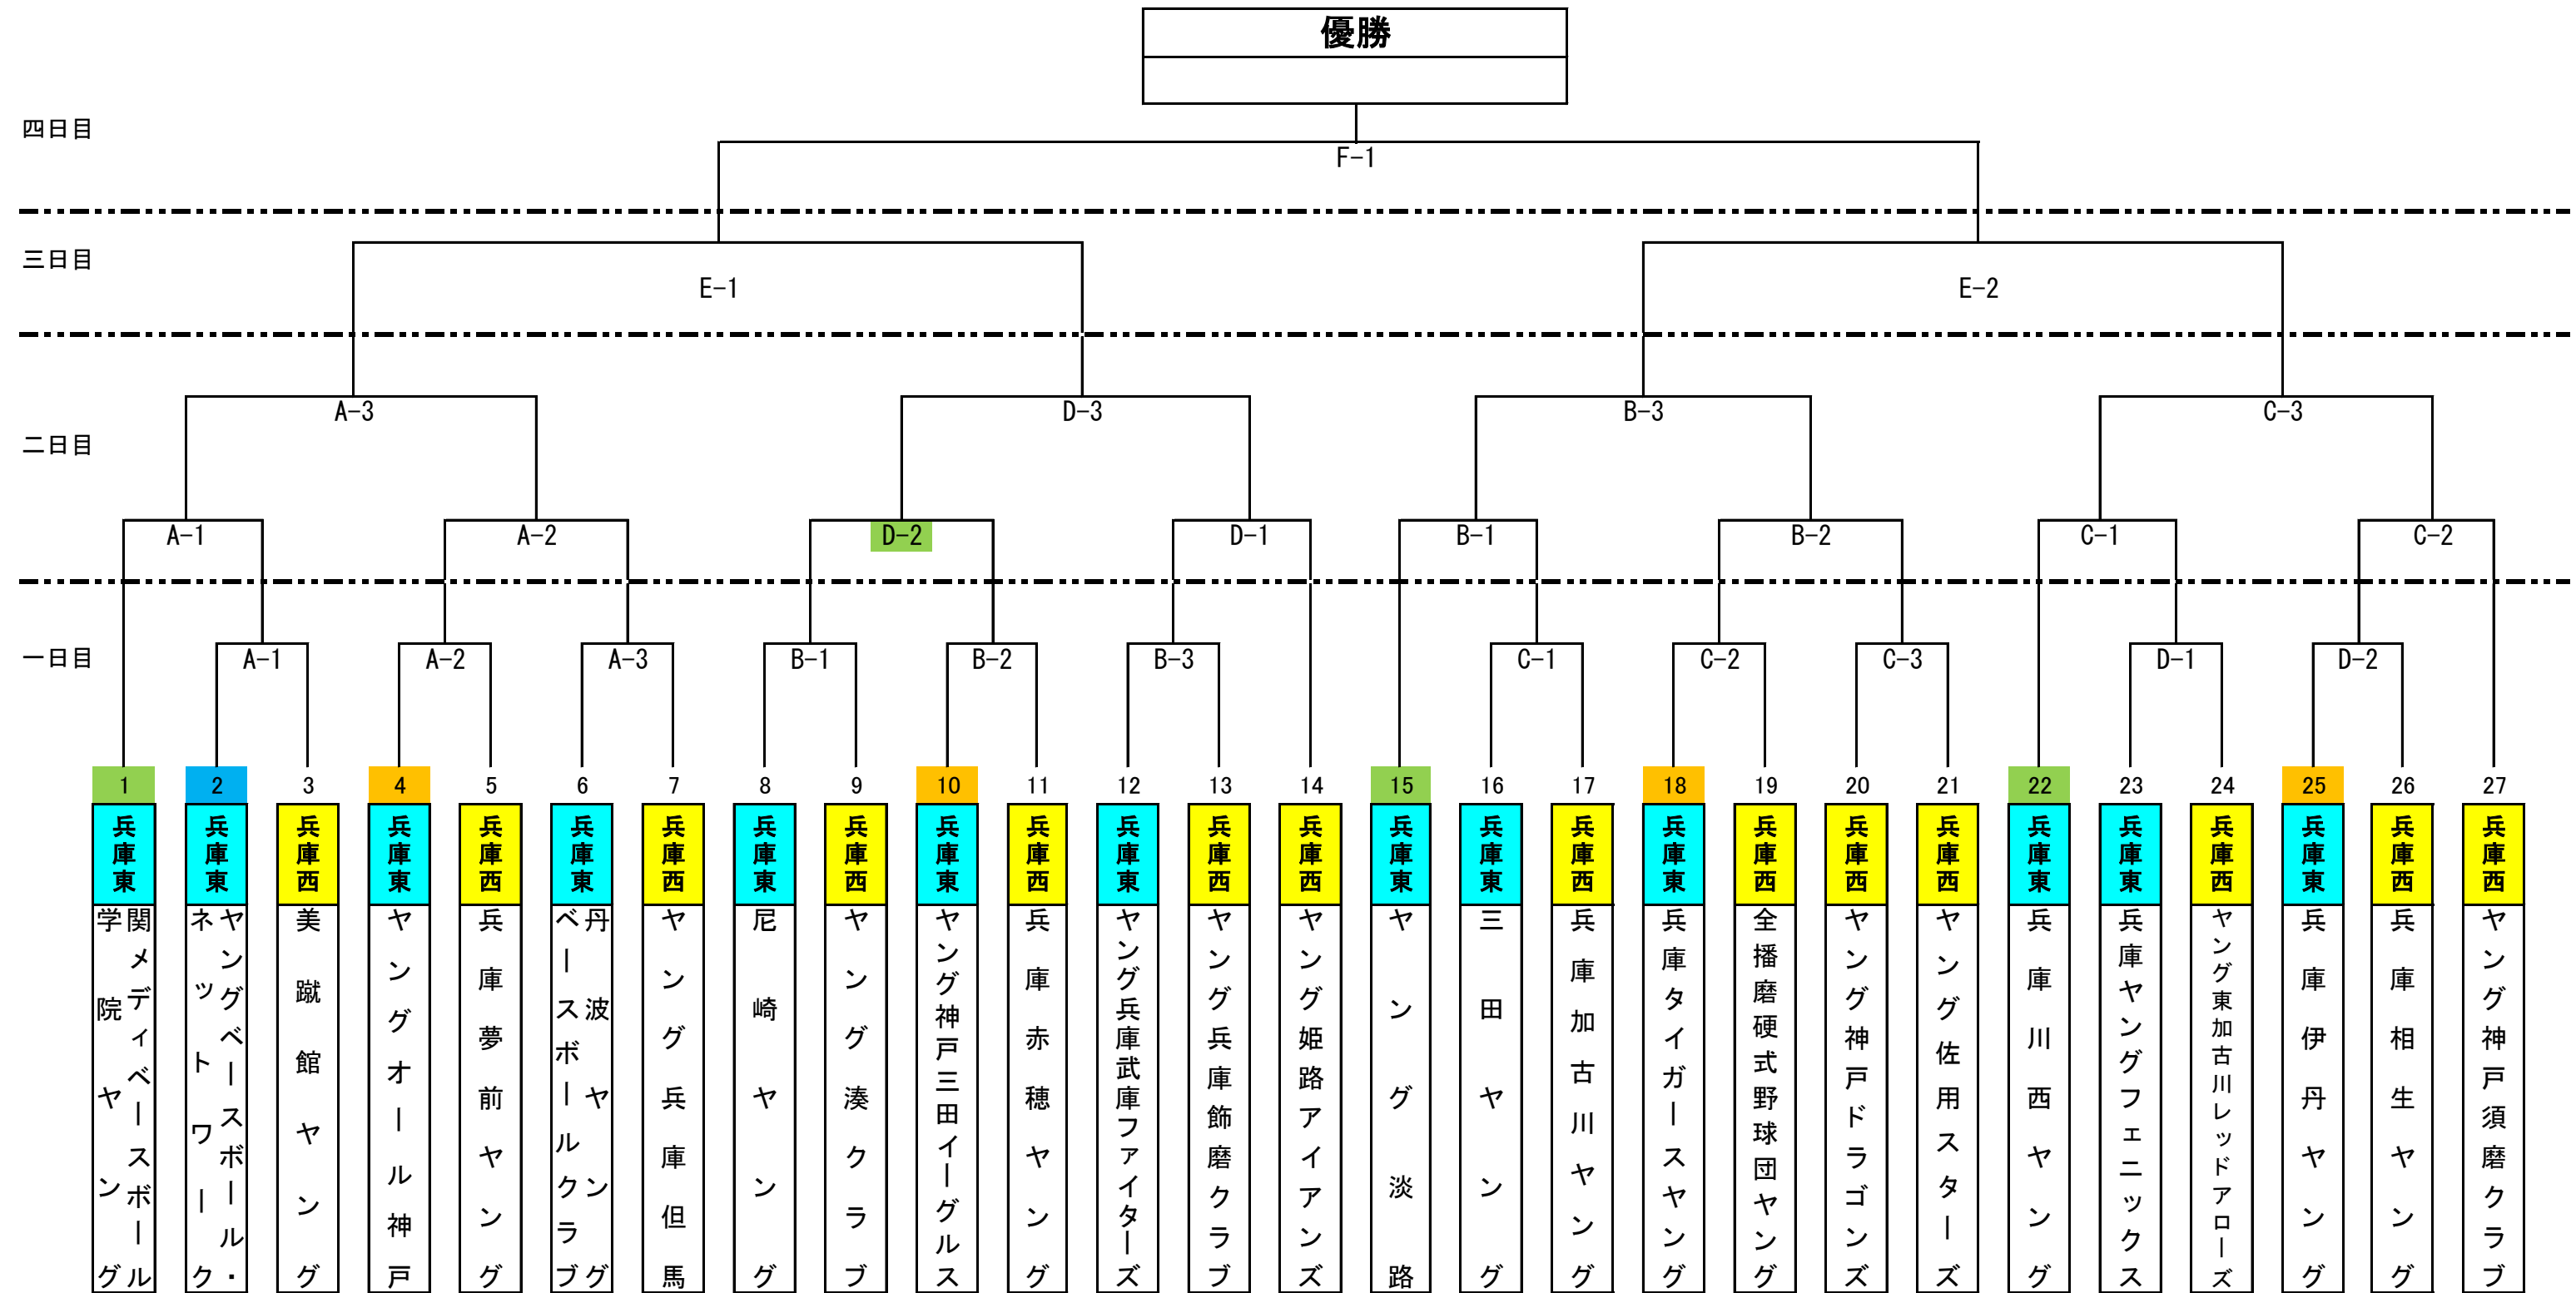 優勝
四日目
F-1
三日目
E-1
E-2
A-3
D-3
B-3
C-3
二日目
A-1
A-2
D-2
D-1
B-1
B-2
C-1
C-2
一日目
A-1
A-2
A-3
B-1
B-2
B-3
C-1
C-2
C-3
D-1
D-2
1
2
3
4
5
6
7
8
9
10
11
12
13
14
15
16
17
18
19
20
21
22
23
24
25
26
27
兵庫東
兵庫東
兵庫西
兵庫東
兵庫西
兵庫東
兵庫西
兵庫東
兵庫西
兵庫東
兵庫西
兵庫東
兵庫西
兵庫西
兵庫東
兵庫東
兵庫西
兵庫東
兵庫西
兵庫西
兵庫西
兵庫東
兵庫東
兵庫西
兵庫東
兵庫西
兵庫西
関メディベースボール
学院ヤング
ヤングベースボール・
ネットワーク
美蹴館ヤング
ヤングオール神戸
兵庫夢前ヤング
丹波ヤング
ベースボールクラブ
ヤング兵庫但馬
尼崎ヤング
ヤング湊クラブ
ヤング神戸三田イーグルス
兵庫赤穂ヤング
ヤング兵庫武庫ファイターズ
ヤング兵庫飾磨クラブ
ヤング姫路アイアンズ
ヤング淡路
三田ヤング
兵庫加古川ヤング
兵庫タイガースヤング
全播磨硬式野球団ヤング
ヤング神戸ドラゴンズ
ヤング佐用スターズ
兵庫川西ヤング
兵庫ヤングフェニックス
ヤング東加古川レッドアローズ
兵庫伊丹ヤング
兵庫相生ヤング
ヤング神戸須磨クラブ